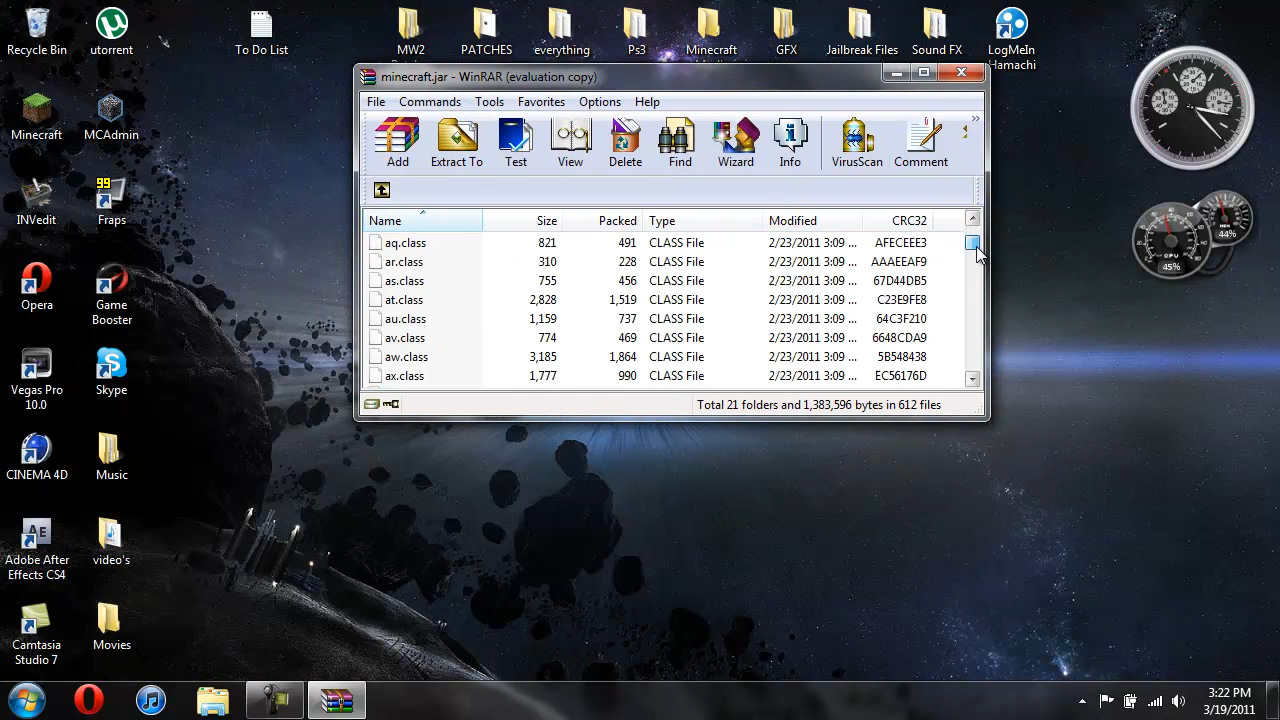 Recycle Bin
utorrent
To Do List
MW2
PATCHES
everything
Ps3
Minecraft
GFX
Jailbreak Files
Sound FX
LogMeIn
Hamachi
Minecraft
MCAdmin
INVedit
99
Fraps
Opera
Game
Booster
Vegas Pro
10.0
Skype
CINEMA 4D
Music
AE
Adobe After
Effects CS4
video's
Camtasia
Studio 7
Movies
minecraft.jar - WinRAR (evaluation copy)
File Commands Tools Favorites Options Help
Add Extract To Test View Delete Find Wizard Info VirusScan Comment
Name Size Packed Type Modified CRC32
aq.class 821 491 CLASS File 2/23/2011 3:09 ... AFECEEE3
ar.class 310 228 CLASS File 2/23/2011 3:09 ... AAAEEAF9
as.class 755 456 CLASS File 2/23/2011 3:09 ... 67D44DB5
at.class 2,828 1,519 CLASS File 2/23/2011 3:09 ... C23E9FE8
au.class 1,159 737 CLASS File 2/23/2011 3:09 ... 64C3F210
av.class 774 469 CLASS File 2/23/2011 3:09 ... 6648CDA9
aw.class 3,185 1,864 CLASS File 2/23/2011 3:09 ... 5B548438
ax.class 1,777 990 CLASS File 2/23/2011 3:09 ... EC56176D
Total 21 folders and 1,383,596 bytes in 612 files
44%
45%
3:22 PM
3/19/2011